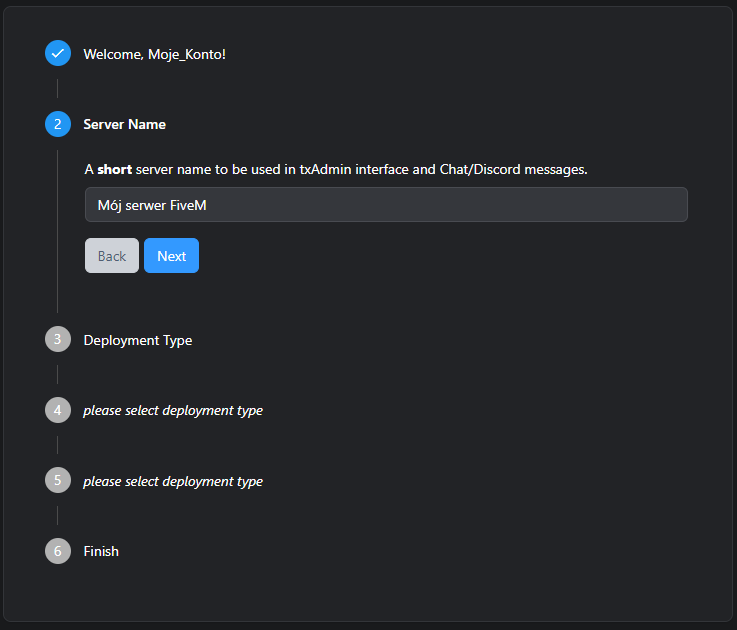 Welcome, Moje_Konto!
2 Server Name
A short server name to be used in txAdmin interface and Chat/Discord messages.
Mój serwer FiveM
Back Next
3 Deployment Type
4 please select deployment type
5 please select deployment type
6 Finish